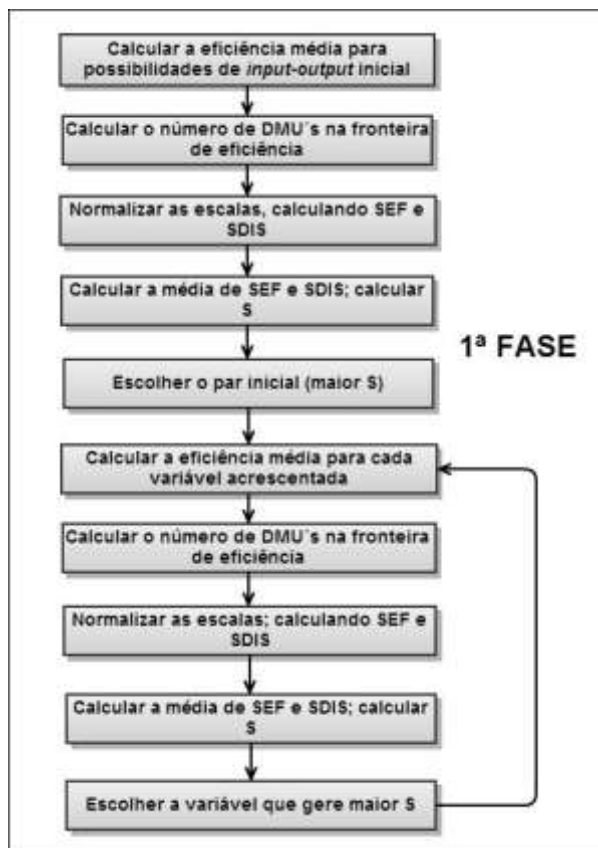 Calcular a eficiência média para
possibilidades de input-output inicial
Calcular o número de DMU´s na fronteira
de eficiência
Normalizar as escalas, calculando SEF e
SDIS
Calcular a média de SEF e SDIS; calcular
S
Escolher o par inicial (maior S)
1ª FASE
Calcular a eficiência média para cada
variável acrescentada
Calcular o número de DMU´s na fronteira
de eficiência
Normalizar as escalas; calculando SEF e
SDIS
Calcular a média de SEF e SDIS; calcular
S
Escolher a variável que gere maior S